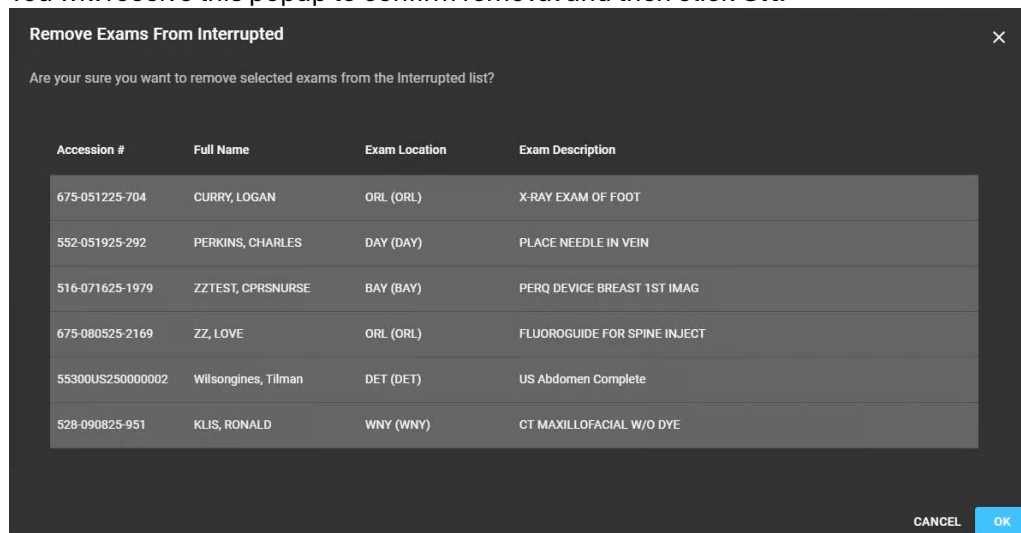 You will receive this popup to confirm removal and then click OK.
Remove Exams From Interrupted
Are your sure you want to remove selected exams from the Interrupted list?
Accession # Full Name Exam Location Exam Description
675-051225-704 CURRY, LOGAN ORL (ORL) X-RAY EXAM OF FOOT
552-051925-292 PERKINS, CHARLES DAY (DAY) PLACE NEEDLE IN VEIN
516-071625-1979 ZZTEST, CPRSNURSE BAY (BAY) PERQ DEVICE BREAST 1ST IMAG
675-080525-2169 ZZ, LOVE ORL (ORL) FLUOROGUIDE FOR SPINE INJECT
55300US250000002 Wilsongines, Tilman DET (DET) US Abdomen Complete
528-090825-951 KLIS, RONALD WNY (WNY) CT MAXILLOFACIAL W/O DYE
CANCEL OK